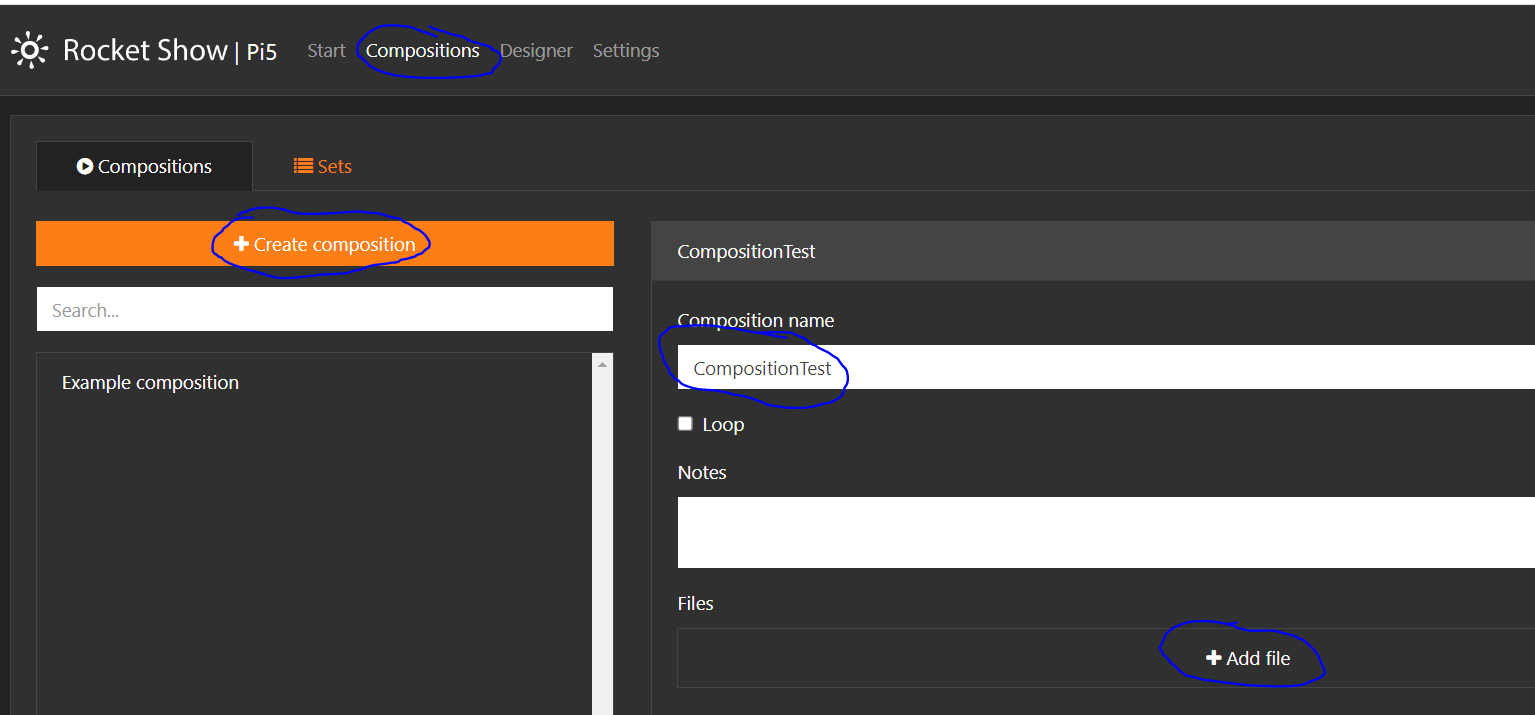 Rocket Show | Pi5 Start Compositions Designer Settings
Compositions Sets
Create composition
Search...
Example composition
CompositionTest
Composition name
CompositionTest
Loop
Notes
Files
Add file